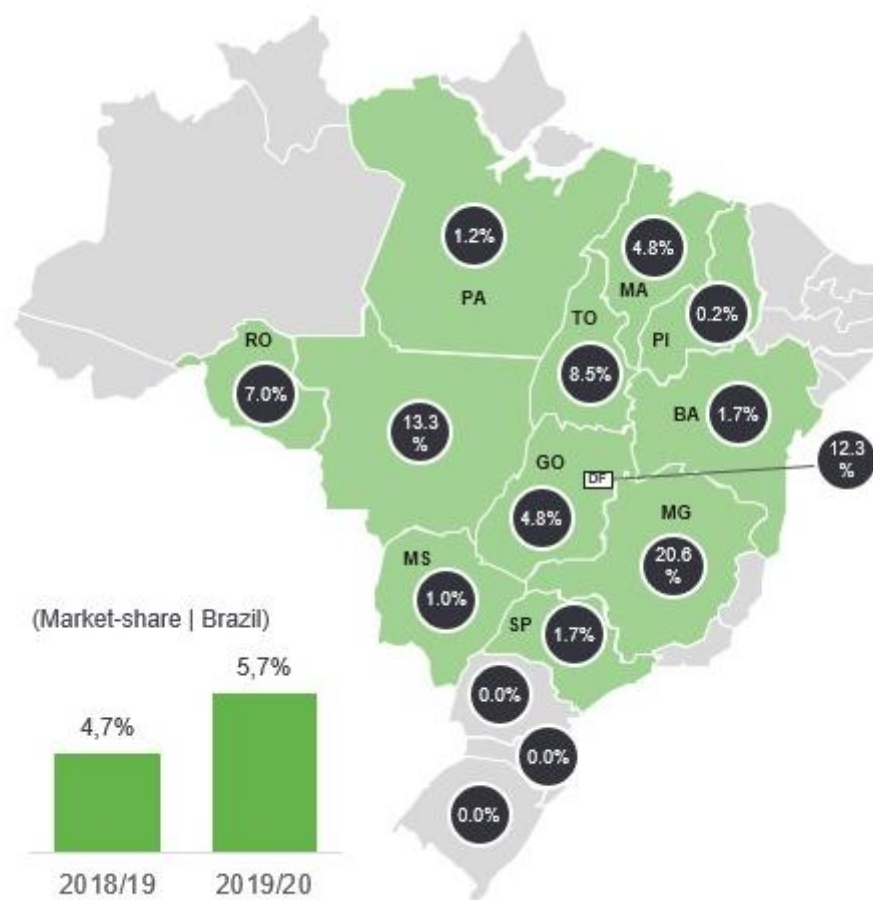 1.2%
4.8%
PA
MA
TO
0.2%
RO
PI
8.5%
7.0%
13.3
%
BA
1.7%
GO
12.3
%
DF
4.8%
MG
20.6
%
MS
1.0%
SP
1.7%
(Market-share | Brazil)
5,7%
4,7%
0.0%
0.0%
0.0%
2018/19
2019/20